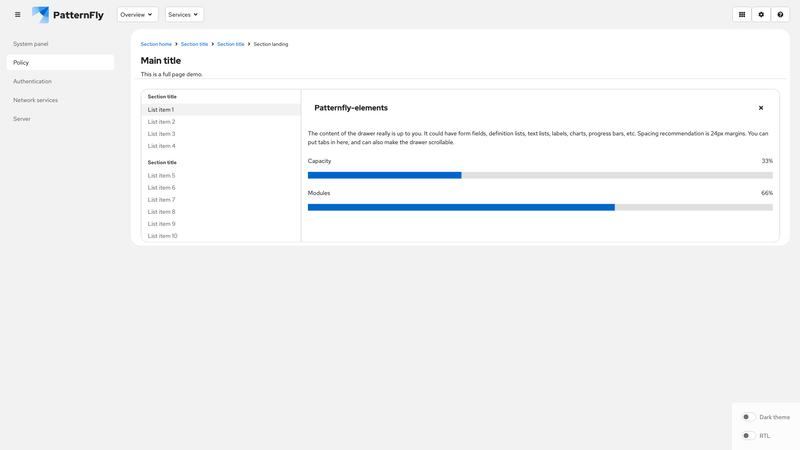 PatternFly
Overview
Services
System panel
Policy
Authentication
Network services
Server
Section home
Section title
Section title
Section landing
Main title
This is a full page demo.
Section title
List item 1
List item 2
List item 3
List item 4
Section title
List item 5
List item 6
List item 7
List item 8
List item 9
List item 10
Patternfly-elements
The content of the drawer really is up to you. It could have form fields, definition lists, text lists, labels, charts, progress bars, etc. Spacing recommendation is 24px margins. You can
put tabs in here, and can also make the drawer scrollable.
Capacity 33%
Modules 66%
Dark theme
RTL